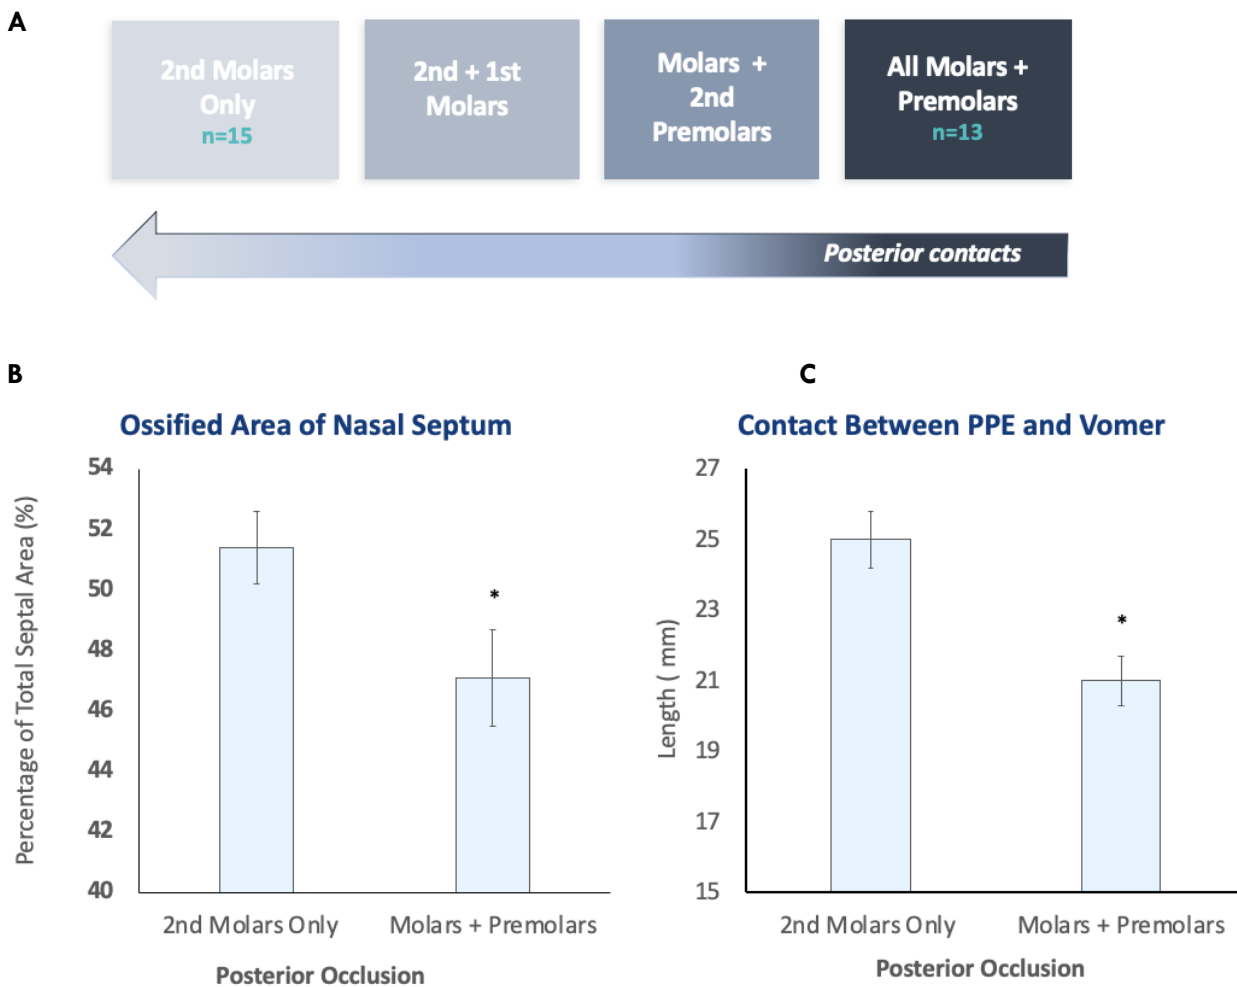 A
2nd Molars
Only
n=15
2nd + 1st
Molars
Molars +
2nd
Premolars
All Molars +
Premolars
n=13
Posterior contacts
B
Ossified Area of Nasal Septum
Percentage of Total Septal Area (%)
54
52
50
48
46
44
42
40
*
2nd Molars Only
Molars + Premolars
Posterior Occlusion
C
Contact Between PPE and Vomer
Length ( mm)
27
25
23
21
19
17
15
*
2nd Molars Only
Molars + Premolars
Posterior Occlusion